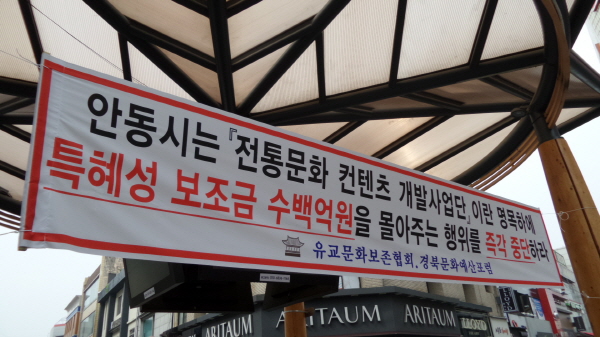 안동시는 『전통문화 컨텐츠 개발사업단』이란 명목하에
특혜성 보조금 수백억원을 몰아주는 행위를 즉각 중단하라
유교문화보존협회. 경북문화예산포럼
ARITAUM ARITAUM
ARITAUM